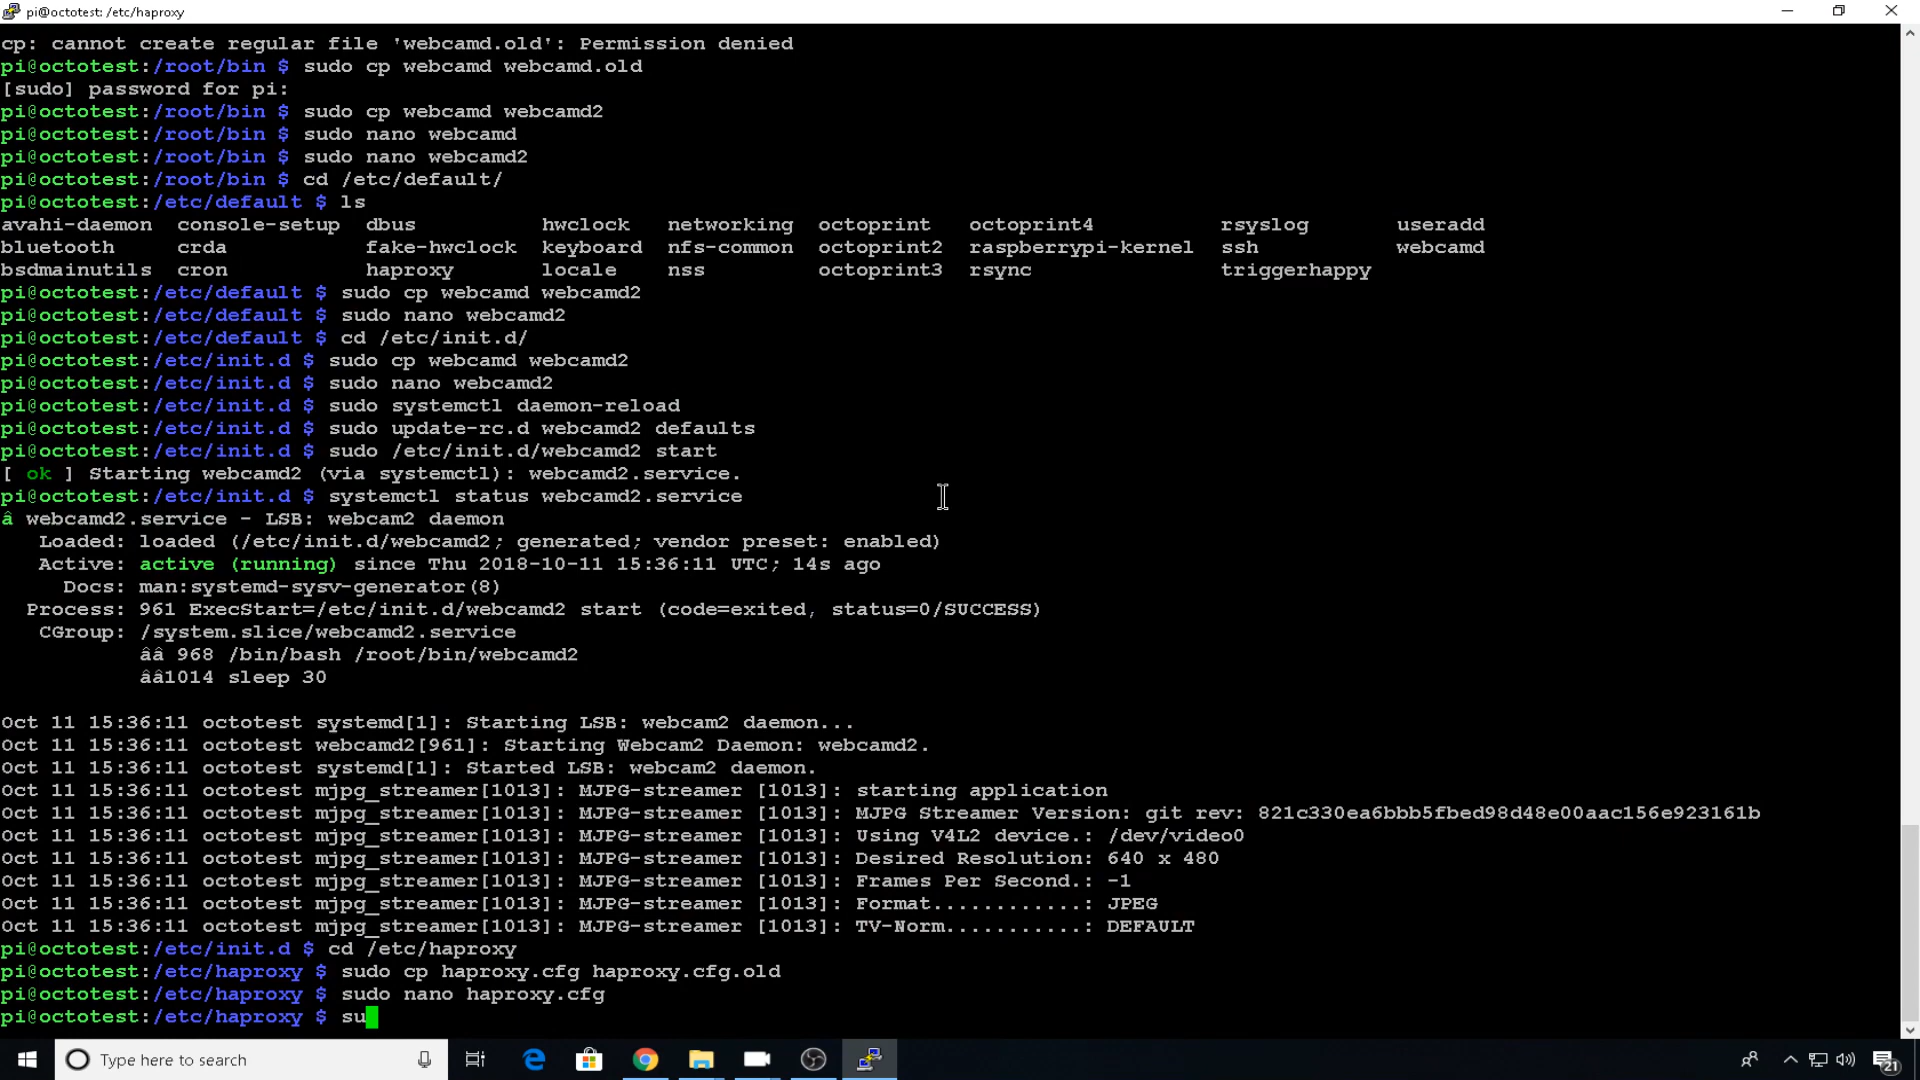 pi@octotest: /etc/haproxy
cp: cannot create regular file 'webcamd.old': Permission denied
pi@octotest:/root/bin $ sudo cp webcamd webcamd.old
[sudo] password for pi:
pi@octotest:/root/bin $ sudo cp webcamd webcamd2
pi@octotest:/root/bin $ sudo nano webcamd
pi@octotest:/root/bin $ sudo nano webcamd2
pi@octotest:/root/bin $ cd /etc/default/
pi@octotest:/etc/default $ ls
avahi-daemon console-setup dbus hwclock networking octoprint octoprint4 rsyslog useradd
bluetooth crda fake-hwclock keyboard nfs-common octoprint2 raspberrypi-kernel ssh webcamd
bsdmainutils cron haproxy locale nss octoprint3 rsync triggerhappy
pi@octotest:/etc/default $ sudo cp webcamd webcamd2
pi@octotest:/etc/default $ sudo nano webcamd2
pi@octotest:/etc/default $ cd /etc/init.d/
pi@octotest:/etc/init.d $ sudo cp webcamd webcamd2
pi@octotest:/etc/init.d $ sudo nano webcamd2
pi@octotest:/etc/init.d $ sudo systemctl daemon-reload
pi@octotest:/etc/init.d $ sudo update-rc.d webcamd2 defaults
pi@octotest:/etc/init.d $ sudo /etc/init.d/webcamd2 start
[ ok ] Starting webcamd2 (via systemctl): webcamd2.service.
pi@octotest:/etc/init.d $ systemctl status webcamd2.service
â webcamd2.service - LSB: webcam2 daemon
Loaded: loaded (/etc/init.d/webcamd2; generated; vendor preset: enabled)
Active: active (running) since Thu 2018-10-11 15:36:11 UTC; 14s ago
Docs: man:systemd-sysv-generator(8)
Process: 961 ExecStart=/etc/init.d/webcamd2 start (code=exited, status=0/SUCCESS)
CGroup: /system.slice/webcamd2.service
ââ 968 /bin/bash /root/bin/webcamd2
ââ1014 sleep 30
Oct 11 15:36:11 octotest systemd[1]: Starting LSB: webcam2 daemon...
Oct 11 15:36:11 octotest webcamd2[961]: Starting Webcam2 Daemon: webcamd2.
Oct 11 15:36:11 octotest systemd[1]: Started LSB: webcam2 daemon.
Oct 11 15:36:11 octotest mjpg_streamer[1013]: MJPG-streamer [1013]: starting application
Oct 11 15:36:11 octotest mjpg_streamer[1013]: MJPG-streamer [1013]: MJPG Streamer Version: git rev: 821c330ea6bbb5fbed98d48e00aac156e923161b
Oct 11 15:36:11 octotest mjpg_streamer[1013]: MJPG-streamer [1013]: Using V4L2 device.: /dev/video0
Oct 11 15:36:11 octotest mjpg_streamer[1013]: MJPG-streamer [1013]: Desired Resolution: 640 x 480
Oct 11 15:36:11 octotest mjpg_streamer[1013]: MJPG-streamer [1013]: Frames Per Second.: -1
Oct 11 15:36:11 octotest mjpg_streamer[1013]: MJPG-streamer [1013]: Format............: JPEG
Oct 11 15:36:11 octotest mjpg_streamer[1013]: MJPG-streamer [1013]: TV-Norm...........: DEFAULT
pi@octotest:/etc/init.d $ cd /etc/haproxy
pi@octotest:/etc/haproxy $ sudo cp haproxy.cfg haproxy.cfg.old
pi@octotest:/etc/haproxy $ sudo nano haproxy.cfg
pi@octotest:/etc/haproxy $ su
Type here to search
21